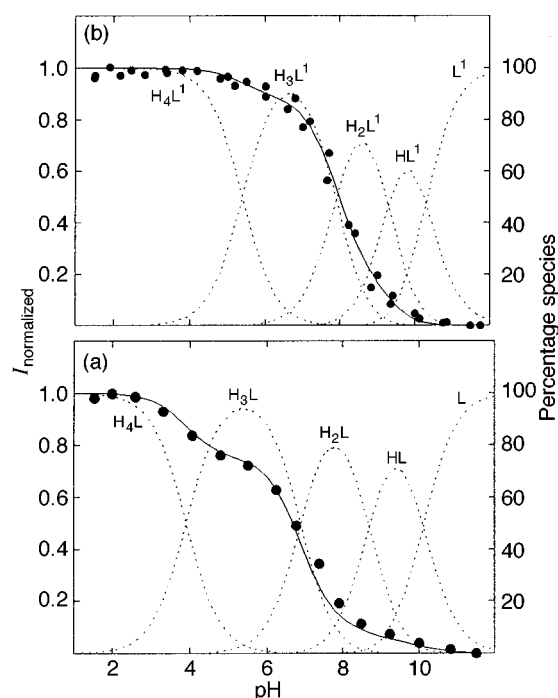 (b)
1.0
0.8
0.6
0.4
0.2
H₄L¹
H₃L¹
H₂L¹
HL¹
L¹
100
80
60
40
20
(a)
1.0
0.8
0.6
0.4
0.2
H₄L
H₃L
H₂L
HL
L
100
80
60
40
20
I normalized
Percentage species
2 4 6 8 10
pH